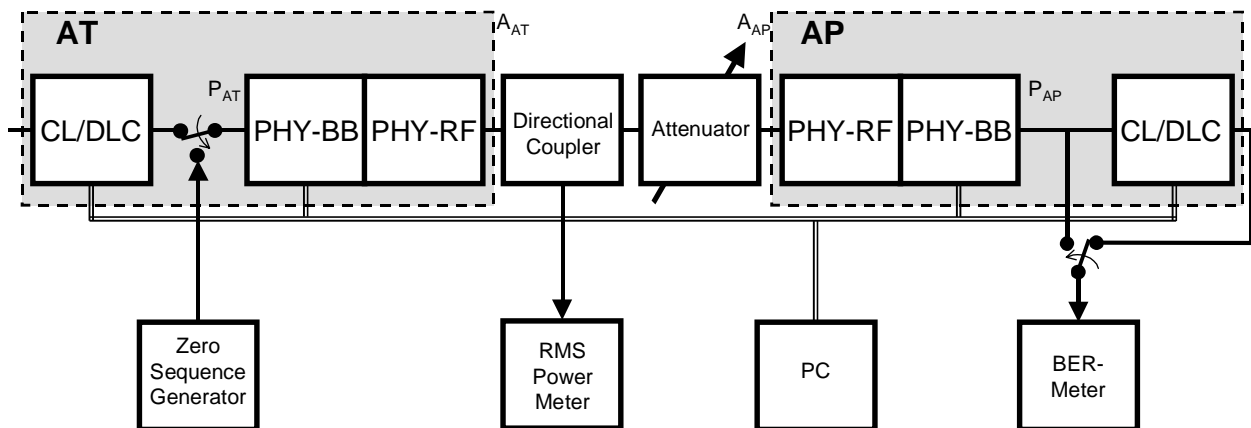 AT
A_AT
A_AP
AP
P_AT
P_AP
CL/DLC
PHY-BB
PHY-RF
Directional
Coupler
Attenuator
PHY-RF
PHY-BB
CL/DLC
Zero
Sequence
Generator
RMS
Power
Meter
PC
BER-
Meter